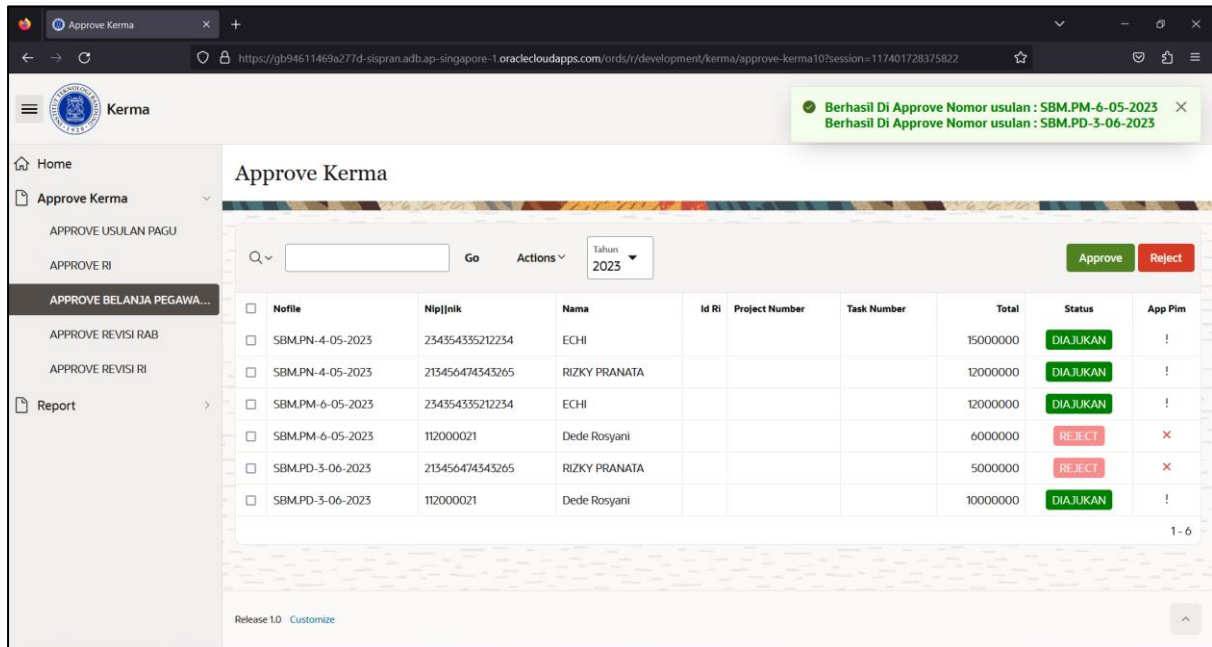 Approve Kerma
https://gb94611469a277d-sispran.adb.ap-singapore-1.oraclecloudapps.com/ords/r/development/kerma/approve-kerma10?session=117401728375822
Kerma
Berhasil Di Approve Nomor usulan : SBM.PM-6-05-2023
Berhasil Di Approve Nomor usulan : SBM.PD-3-06-2023
Home
Approve Kerma
APPROVE USULAN PAGU
APPROVE RI
APPROVE BELANJA PEGAWA...
APPROVE REVISI RAB
APPROVE REVISI RI
Report
Approve Kerma
Go Actions Tahun 2023 Approve Reject
Nofile Nip||nik Nama Id Ri Project Number Task Number Total Status App Pim
SBM.PN-4-05-2023 234354335212234 ECHI 15000000 DIAJUKAN !
SBM.PN-4-05-2023 213456474343265 RIZKY PRANATA 12000000 DIAJUKAN !
SBM.PM-6-05-2023 234354335212234 ECHI 12000000 DIAJUKAN !
SBM.PM-6-05-2023 112000021 Dede Rosyani 6000000 REJECT ×
SBM.PD-3-06-2023 213456474343265 RIZKY PRANATA 5000000 REJECT ×
SBM.PD-3-06-2023 112000021 Dede Rosyani 10000000 DIAJUKAN !
1 - 6
Release 1.0 Customize